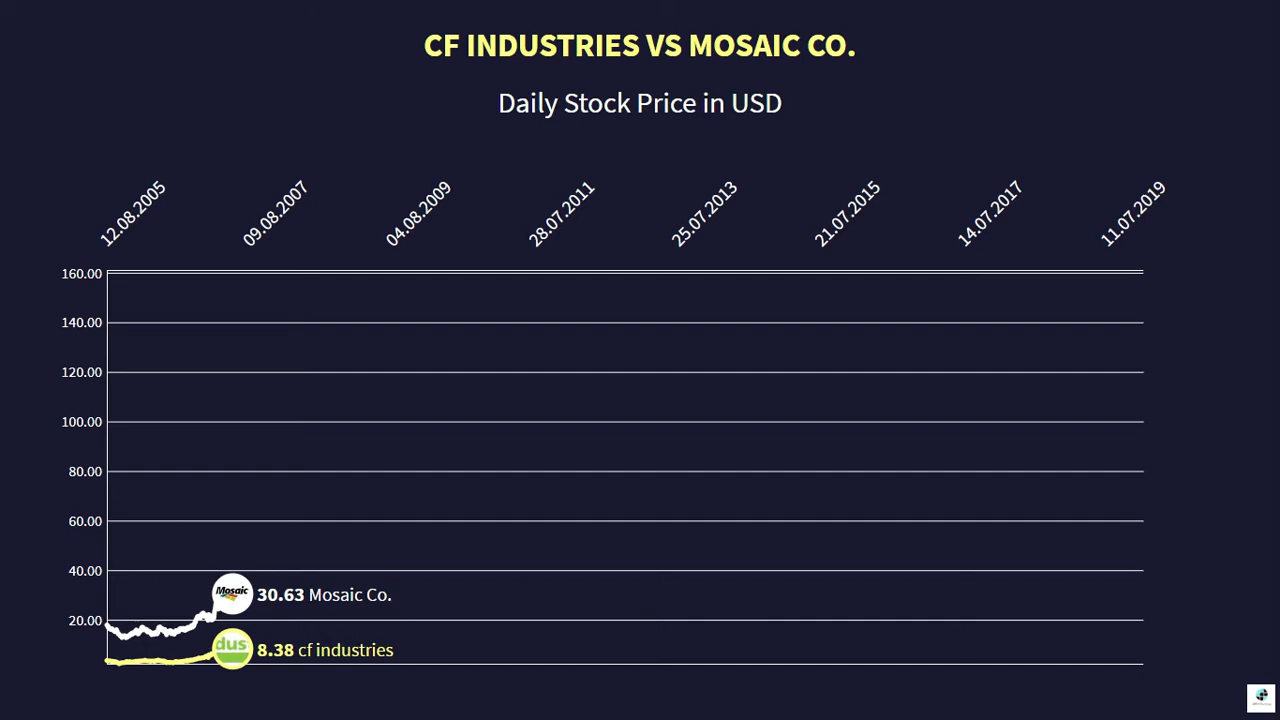 CF INDUSTRIES VS MOSAIC CO.
Daily Stock Price in USD
12.08.2005
09.08.2007
04.08.2009
28.07.2011
25.07.2013
21.07.2015
14.07.2017
11.07.2019
160.00
140.00
120.00
100.00
80.00
60.00
40.00
20.00
Mosaic
30.63 Mosaic Co.
dus
8.38 cf industries